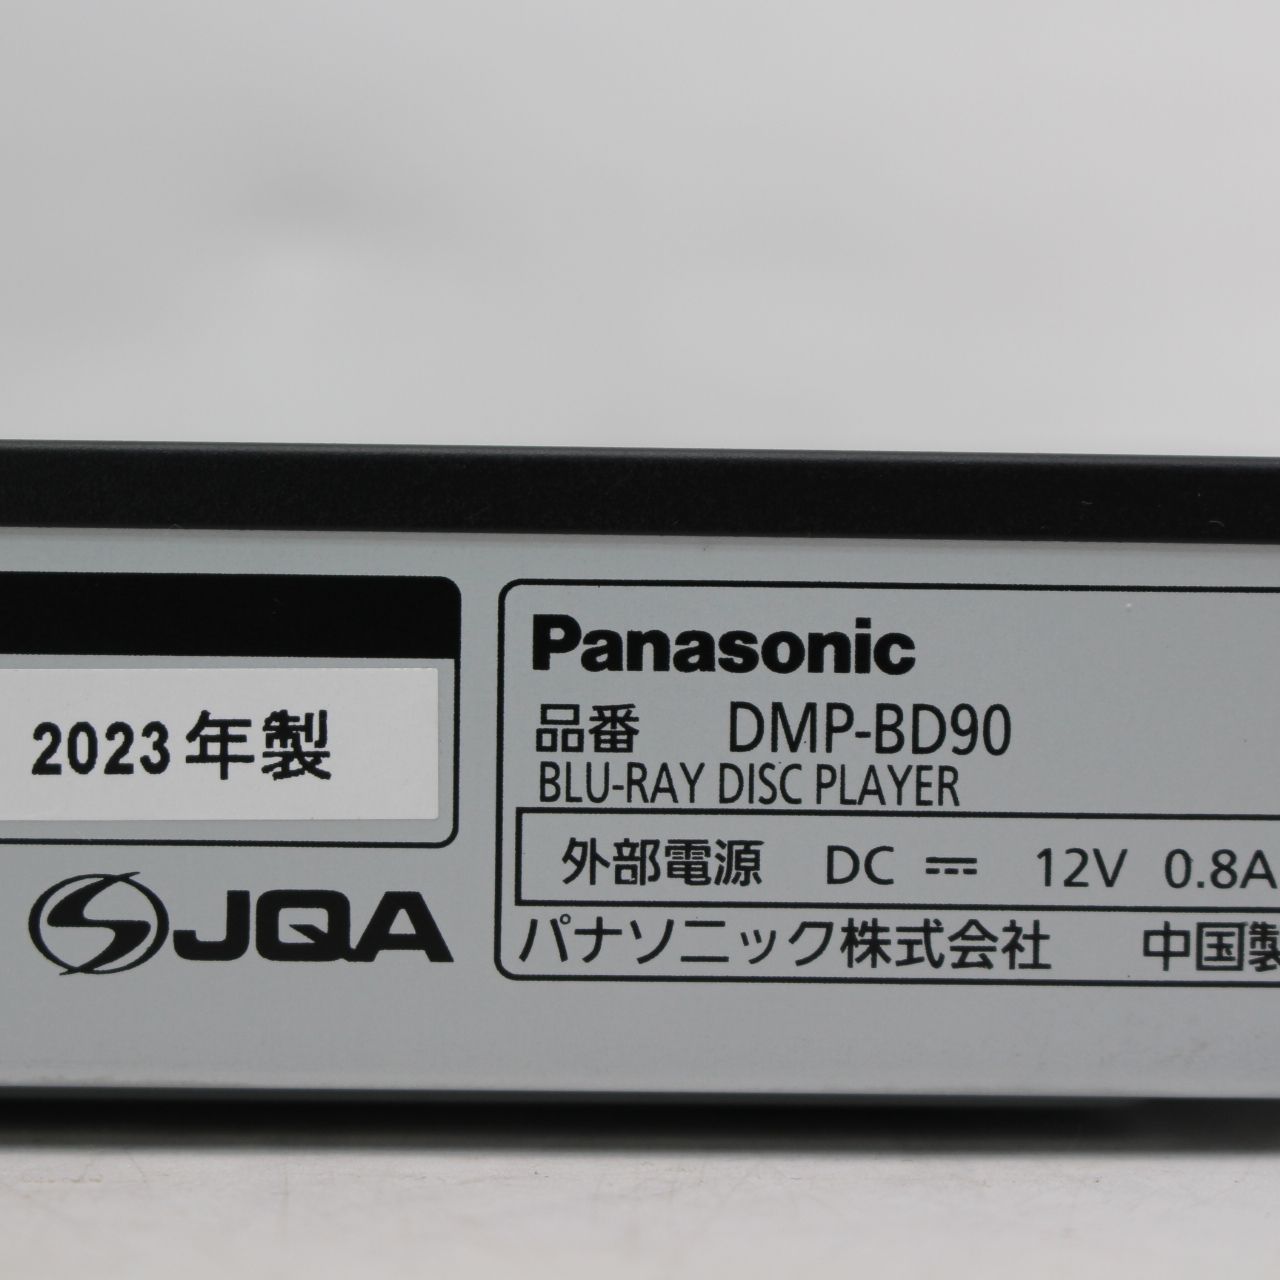 2023年製
JQA
Panasonic
品番 DMP-BD90
BLU-RAY DISC PLAYER
外部電源 DC ⎓ 12V 0.8A
パナソニック株式会社 中国製